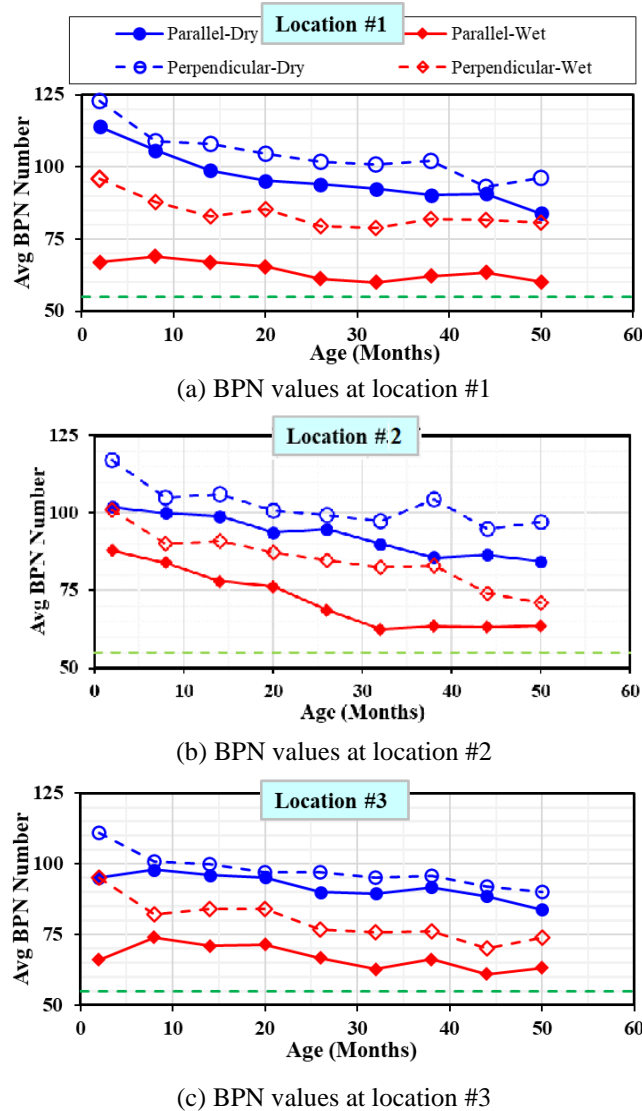 Location #1
Parallel-Dry Parallel-Wet
Perpendicular-Dry Perpendicular-Wet
125
100
75
50
Avg BPN Number
0 10 20 30 40 50 60
Age (Months)
(a) BPN values at location #1
Location #2
125
100
75
50
Avg BPN Number
0 10 20 30 40 50 60
Age (Months)
(b) BPN values at location #2
Location #3
125
100
75
50
Avg BPN Number
0 10 20 30 40 50 60
Age (Months)
(c) BPN values at location #3